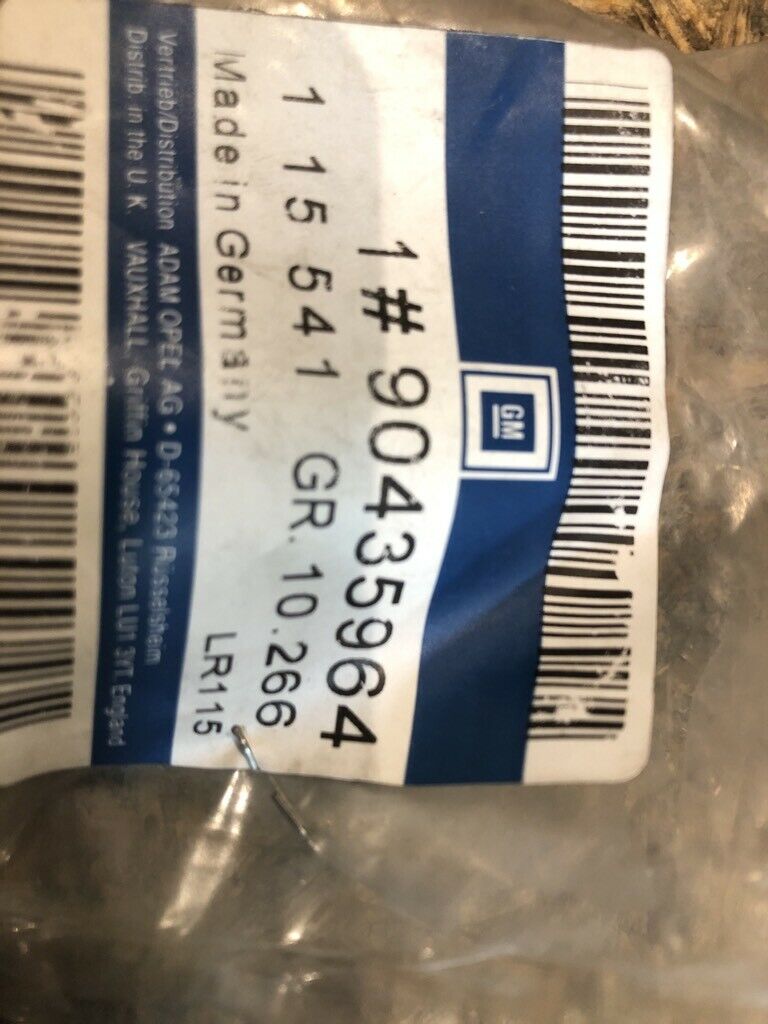 GM
1# 90435964
1 15 541 GR. 10.266
Made in Germany LR115
Vertrieb/Distribution ADAM OPEL AG • D-65423 Rüsselsheim
Distrib. in the U. K. VAUXHALL. Griffin House, Luton LU1 3YT England